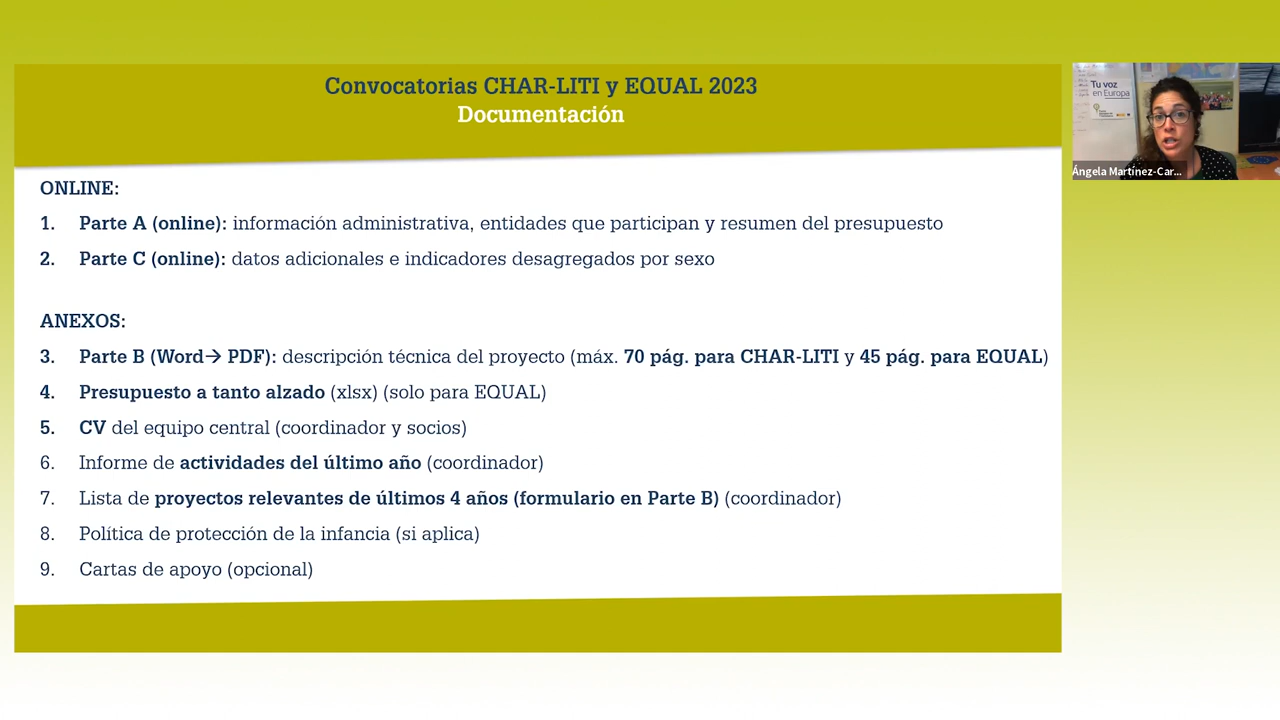 Convocatorias CHAR-LITI y EQUAL 2023
Documentación
ONLINE:
1. Parte A (online): información administrativa, entidades que participan y resumen del presupuesto
2. Parte C (online): datos adicionales e indicadores desagregados por sexo
ANEXOS:
3. Parte B (Word→ PDF): descripción técnica del proyecto (máx. 70 pág. para CHAR-LITI y 45 pág. para EQUAL)
4. Presupuesto a tanto alzado (xlsx) (solo para EQUAL)
5. CV del equipo central (coordinador y socios)
6. Informe de actividades del último año (coordinador)
7. Lista de proyectos relevantes de últimos 4 años (formulario en Parte B) (coordinador)
8. Política de protección de la infancia (si aplica)
9. Cartas de apoyo (opcional)
Tu voz
en Europa
Ángela Martínez-Car...